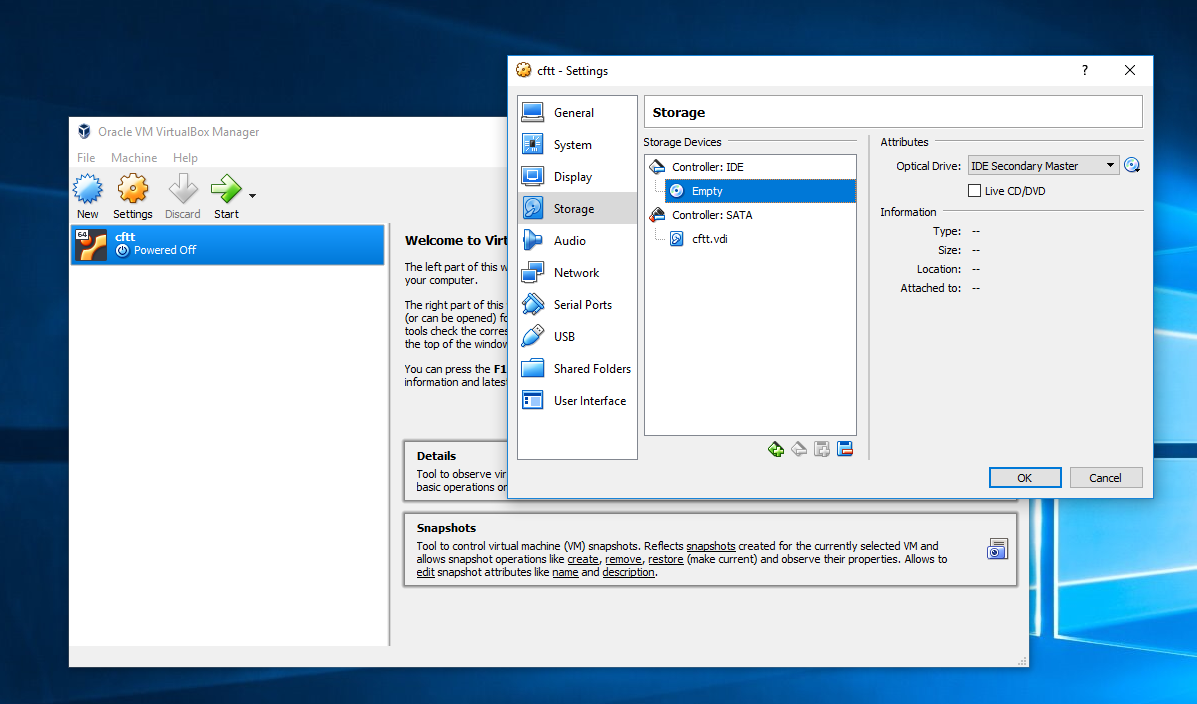 cftt - Settings
?
General
System
Display
Storage
Audio
Network
Serial Ports
USB
Shared Folders
User Interface
Storage
Storage Devices
Controller: IDE
Empty
Controller: SATA
cftt.vdi
Attributes
Optical Drive: IDE Secondary Master
Live CD/DVD
Information
Type: --
Size: --
Location: --
Attached to: --
OK
Cancel
Oracle VM VirtualBox Manager
File Machine Help
New Settings Discard Start
64
cftt
Powered Off
Welcome to Virt
The left part of this w
your computer.
The right part of this
(or can be opened) fo
tools check the corres
the top of the window
You can press the F1
information and lates
Details
Tool to observe vir
basic operations on
Snapshots
Tool to control virtual machine (VM) snapshots. Reflects snapshots created for the currently selected VM and
allows snapshot operations like create, remove, restore (make current) and observe their properties. Allows to
edit snapshot attributes like name and description.